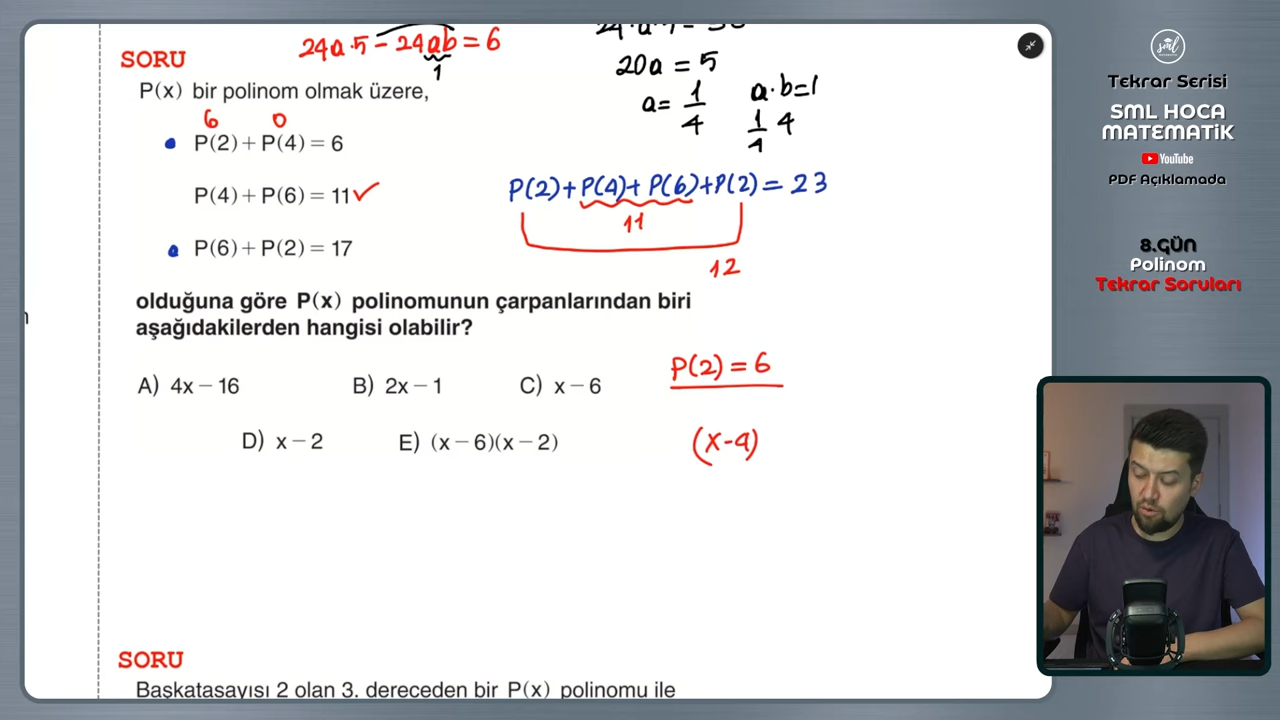 24a·5 - 24ab = 6
1
20a = 5
a = 1/4
a·b=1
1/4 4
SORU
P(x) bir polinom olmak üzere,
6 0
P(2) + P(4) = 6
P(4) + P(6) = 11
P(6) + P(2) = 17
P(2)+P(4)+P(6)+P(2) = 23
11
12
olduğuna göre P(x) polinomunun çarpanlarından biri
aşağıdakilerden hangisi olabilir?
A) 4x – 16
B) 2x – 1
C) x – 6
D) x – 2
E) (x – 6)(x – 2)
P(2) = 6
(x-4)
SORU
Başkatsayısı 2 olan 3. dereceden bir P(x) polinomu ile
sml
Tekrar Serisi
SML HOCA
MATEMATİK
YouTube
PDF Açıklamada
8.GÜN
Polinom
Tekrar Soruları